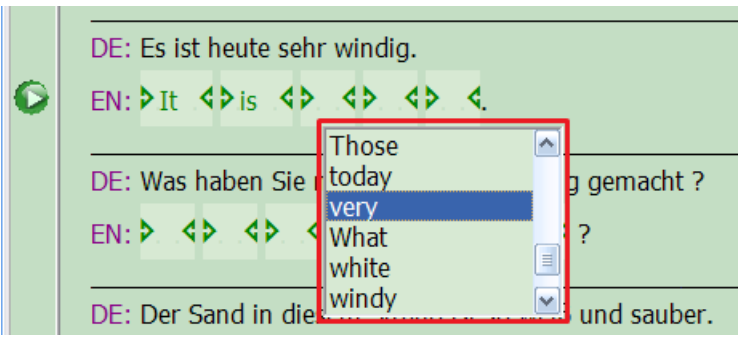 DE: Es ist heute sehr windig.
EN: It is .
Those
today
very
What
white
windy
DE: Was haben Sie g gemacht ?
EN: ?
DE: Der Sand in und sauber.